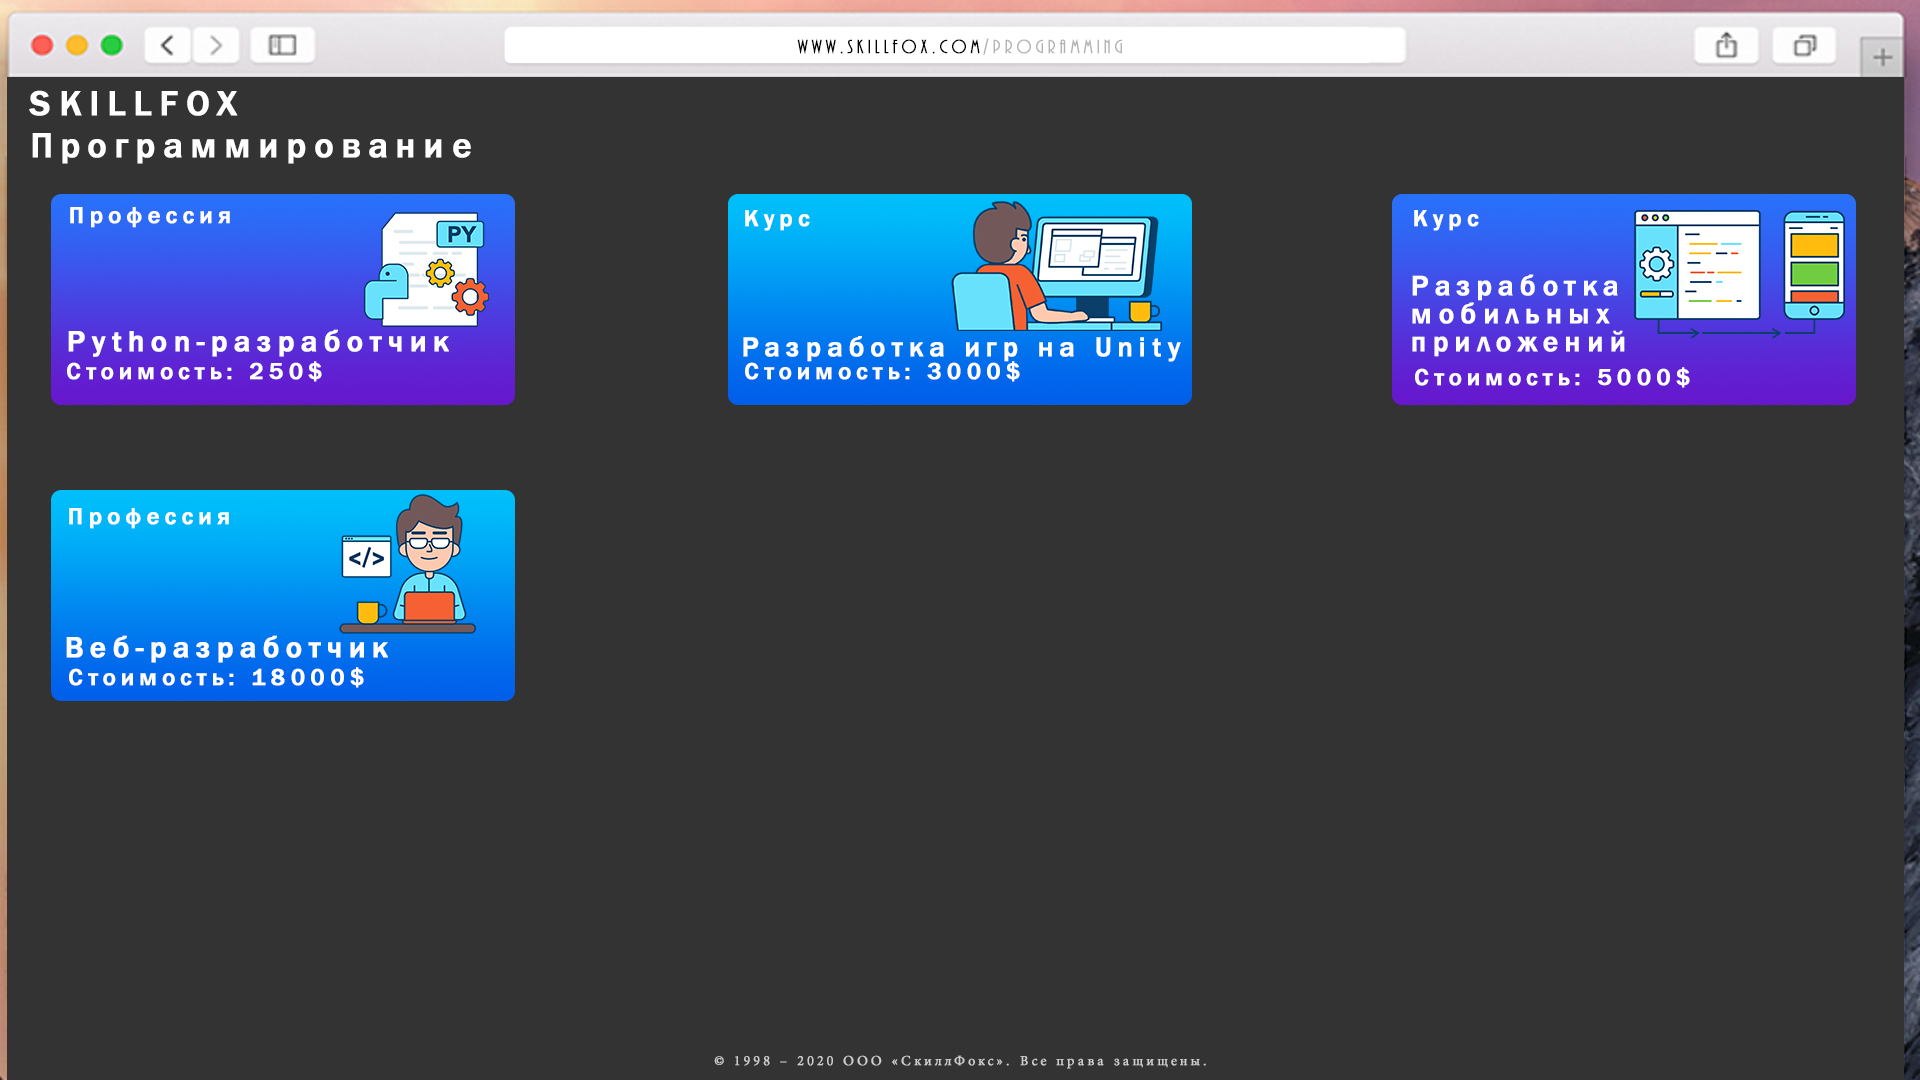 WWW.SKILLFOX.COM/PROGRAMMING
SKILLFOX
Программирование
Профессия
PY
Python-разработчик
Стоимость: 250$
Курс
Разработка игр на Unity
Стоимость: 3000$
Курс
Разработка
мобильных
приложений
Стоимость: 5000$
Профессия
</>
Веб-разработчик
Стоимость: 18000$
© 1998 – 2020 ООО «СкиллФокс». Все права защищены.